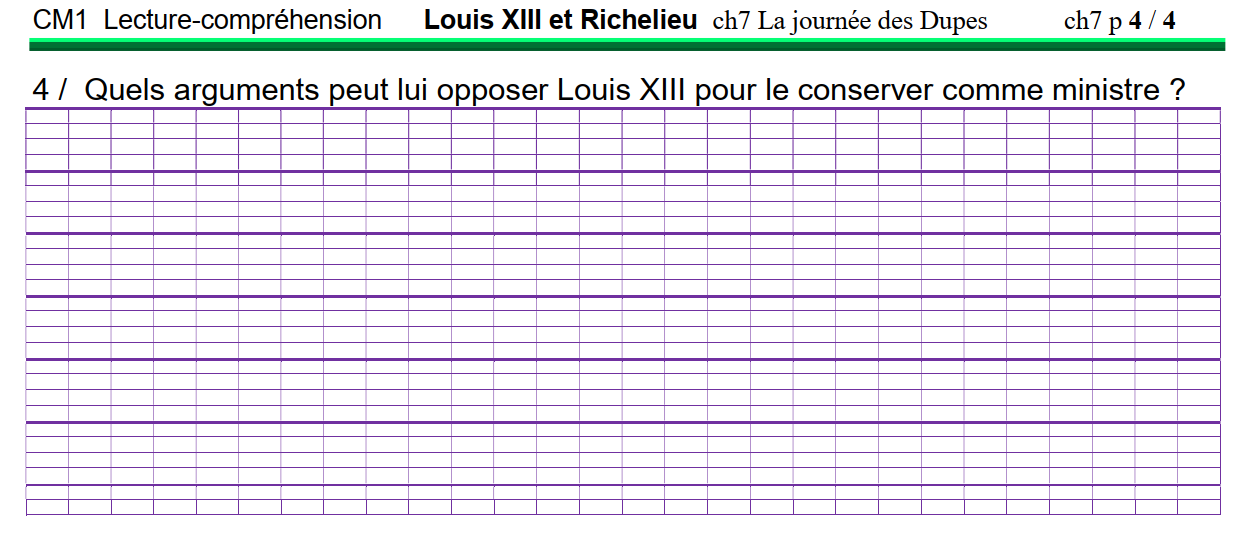 CM1 Lecture-compréhension Louis XIII et Richelieu ch7 La journée des Dupes ch7 p 4 / 4
4 / Quels arguments peut lui opposer Louis XIII pour le conserver comme ministre ?